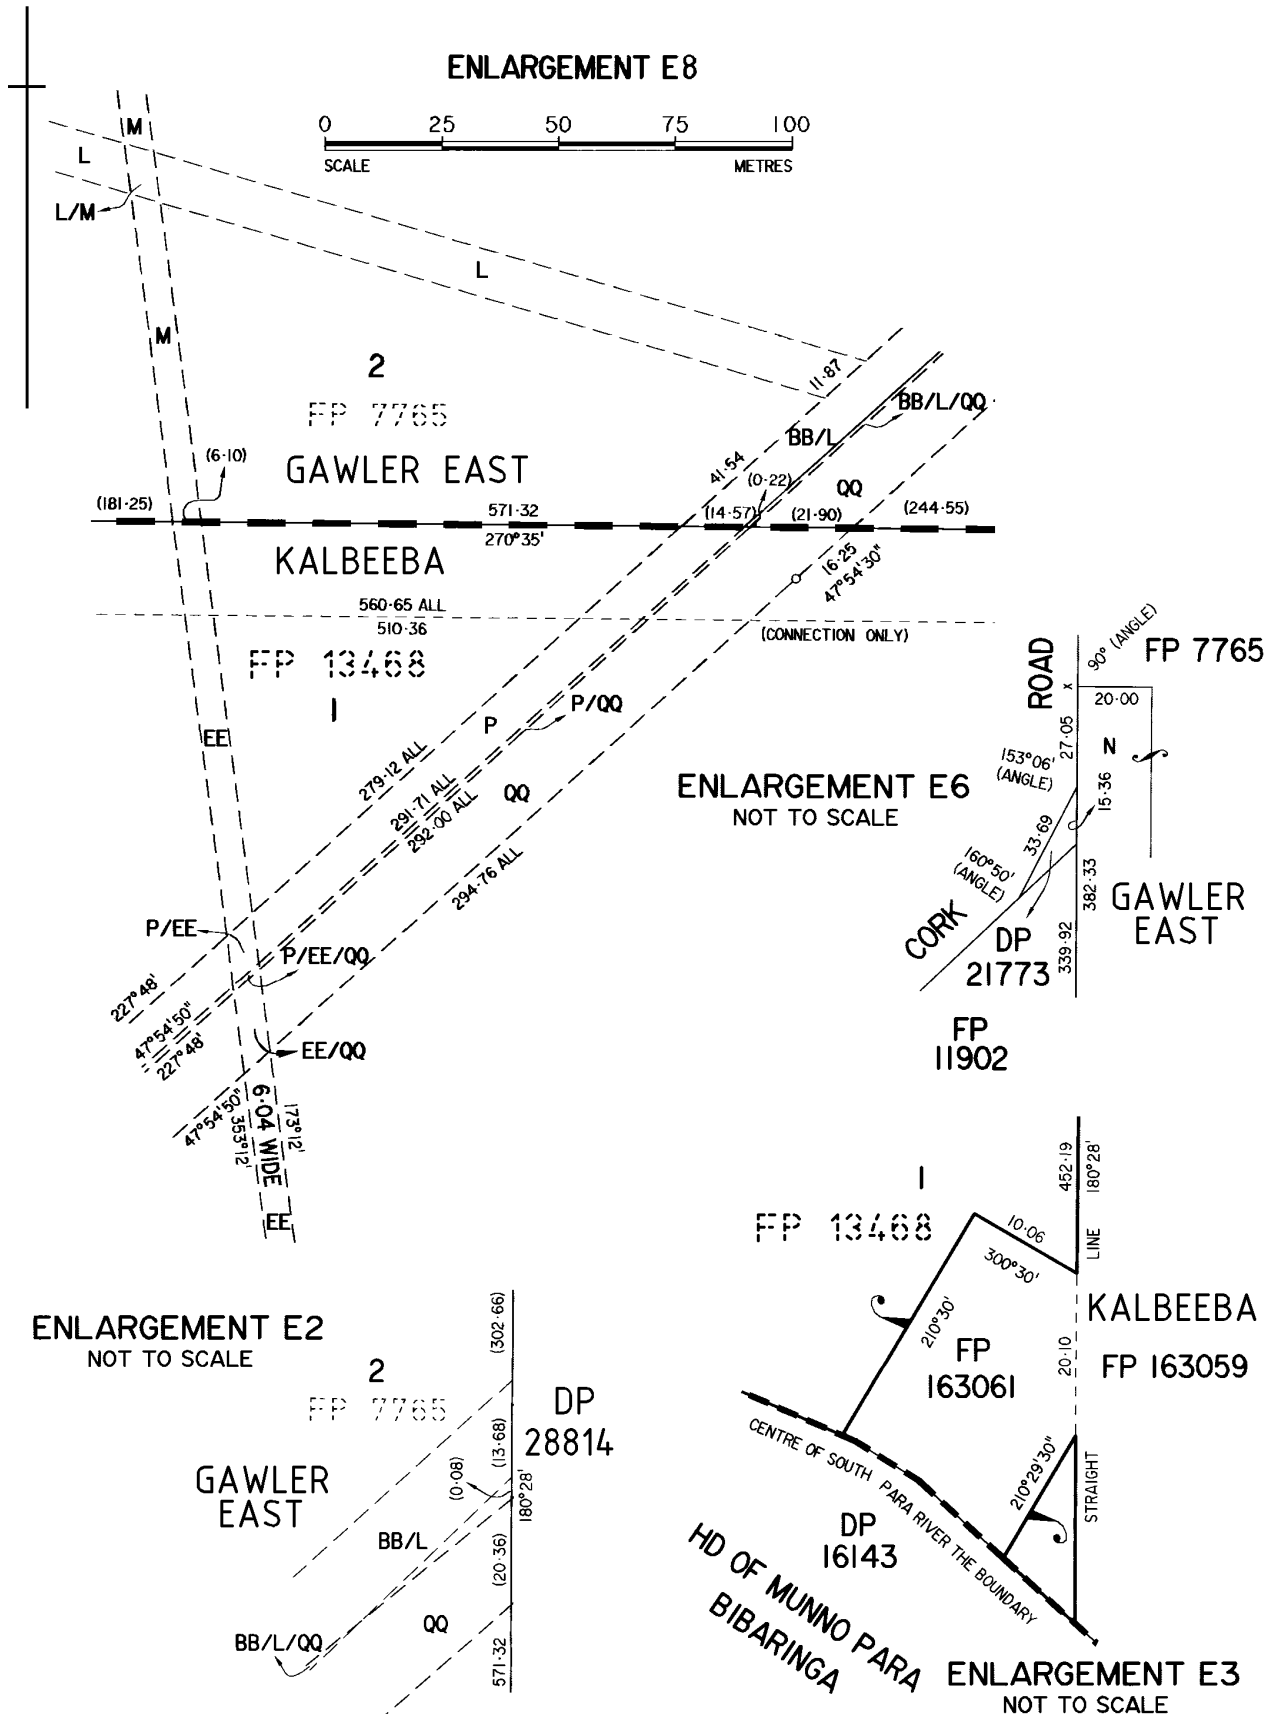 ENLARGEMENT E8
0 25 50 75 100
SCALE METRES
M
L
L/M
L
M
2
FP 7765
11·87
BB/L/QQ
BB/L
41·54
(6·10)
GAWLER EAST
(0·22)
QQ
(181·25)
571·32
(14·57)
(21·90)
(244·55)
270°35'
KALBEEBA
16·25
47°54'30"
560·65 ALL
510·36
(CONNECTION ONLY)
FP 13468
1
P/QQ
P
EE
279·12 ALL
291·71 ALL
292·00 ALL
QQ
294·76 ALL
P/EE
P/EE/QQ
227°48'
47°54'50"
227°48'
EE/QQ
47°54'50"
353°12'
6·04 WIDE
173°12'
EE
ROAD
90° (ANGLE)
FP 7765
x
20·00
27·05
N
153°06'
(ANGLE)
15·36
ENLARGEMENT E6
NOT TO SCALE
33·69
160°50'
(ANGLE)
382·33
GAWLER
EAST
CORK
DP
21773
339·92
FP
11902
1
FP 13468
452·19
180°28'
10·06
300°30'
LINE
210°30'
KALBEEBA
FP
163061
20·10
FP 163059
CENTRE OF SOUTH PARA RIVER THE BOUNDARY
210°29'30"
STRAIGHT
DP
16143
HD OF MUNNO PARA
BIBARINGA
ENLARGEMENT E3
NOT TO SCALE
ENLARGEMENT E2
NOT TO SCALE
(302·66)
2
FP 7765
DP
28814
(13·68)
GAWLER
EAST
(0·08)
180°28'
BB/L
(20·36)
QQ
BB/L/QQ
571·32